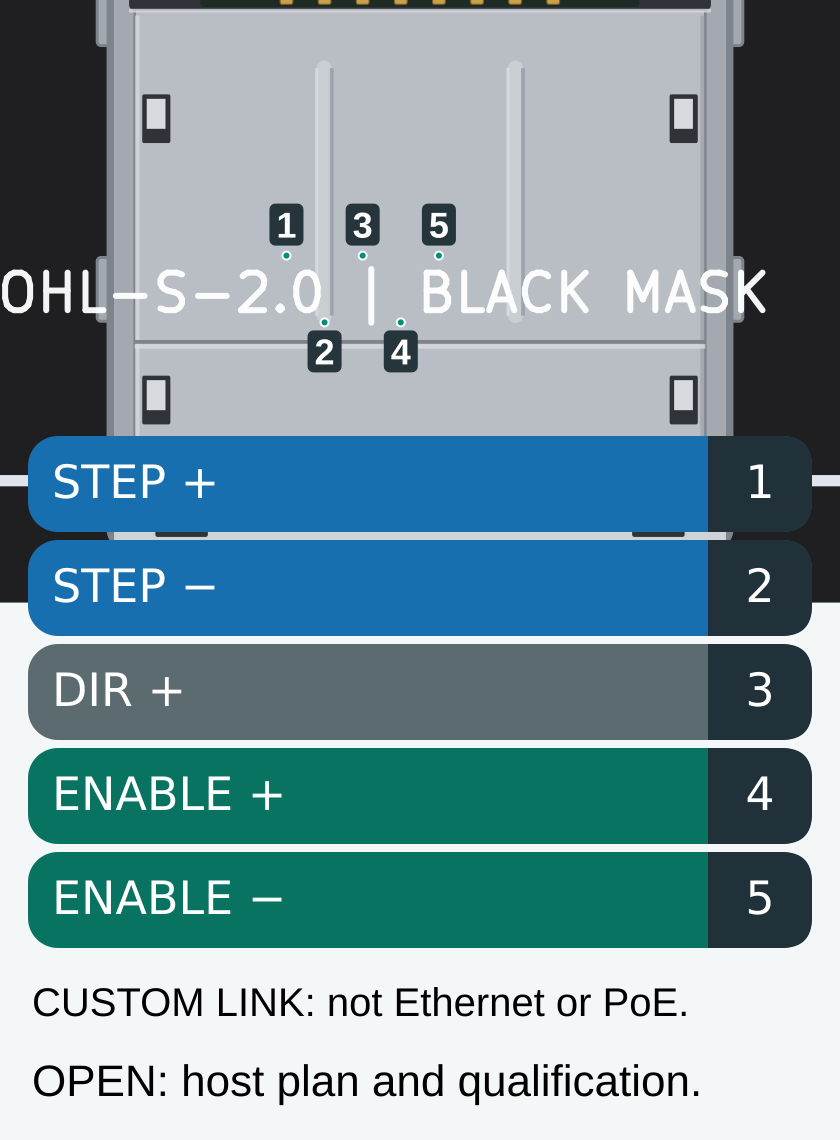 1 3 5
OHL-S-2.0 | BLACK MASK
2 4
STEP + 1
STEP − 2
DIR + 3
ENABLE + 4
ENABLE − 5
CUSTOM LINK: not Ethernet or PoE.
OPEN: host plan and qualification.